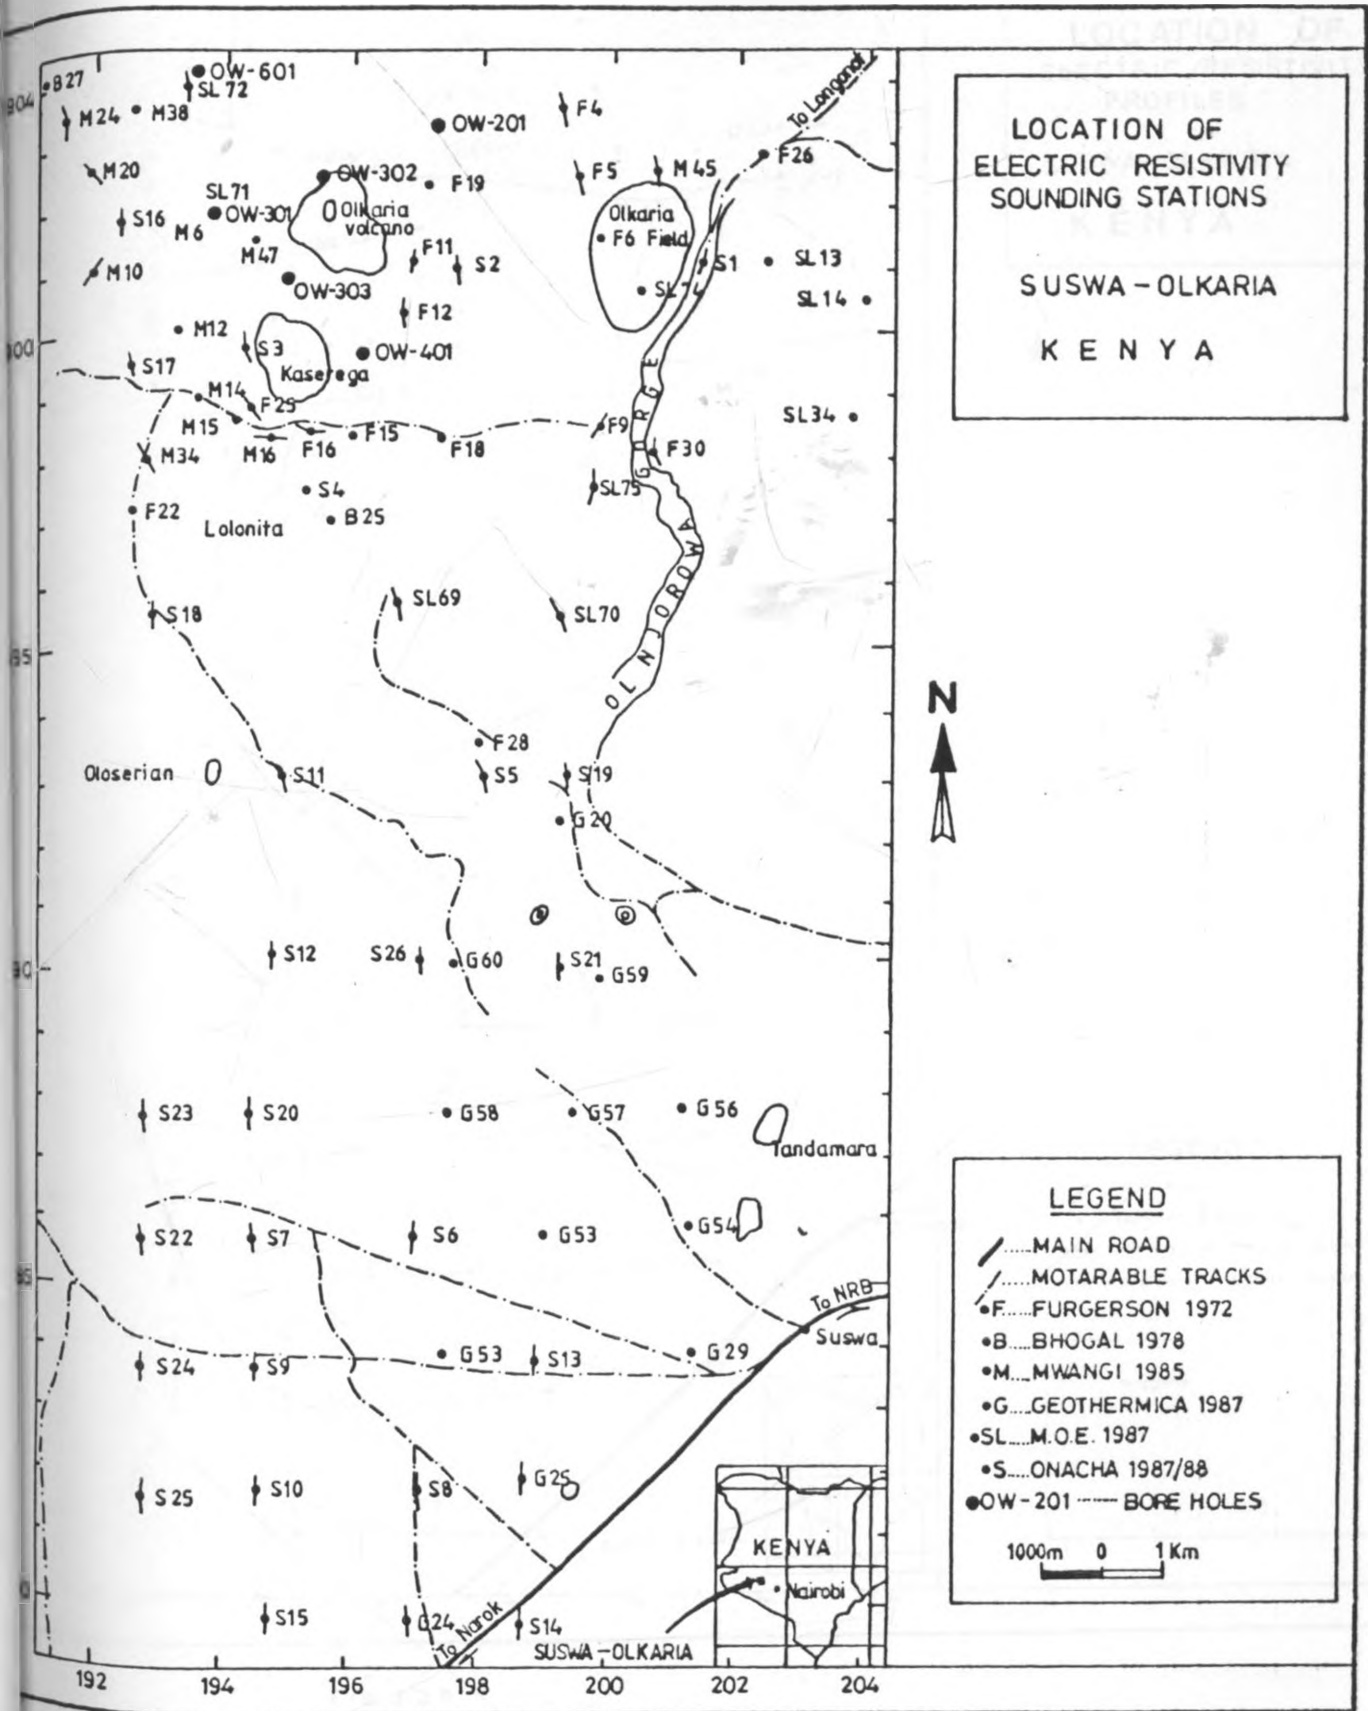 LOCATION OF
ELECTRIC RESISTIVITY
SOUNDING STATIONS
SUSWA-OLKARIA
KENYA
B27
OW-601
SL72
904
M24
M38
OW-201
F4
To Longonot
F26
M20
OW-302
F19
F5
M45
SL71
OW-301
Olkaria
volcano
Olkaria
F6 Field
S16
M6
M47
F11
S2
S1
SL13
M10
OW-303
SL14
F12
M12
S3
OW-401
S17
Kaserega
M14
F25
M15
M16
F16
F15
F18
F9
SL34
M34
F30
S4
SL75
F22
B25
Lolonita
OL NJOROWA GORGE
S18
SL69
SL70
F28
Oloserian
S11
S5
S19
G20
S12
S26
G60
S21
G59
S23
S20
G58
G57
G56
Tandamara
S22
S7
S6
G53
G54
To NRB
Suswa
S24
S9
G53
S13
G29
S25
S10
S8
G25
S15
G24
S14
To Narok
SUSWA-OLKARIA
KENYA
Nairobi
192
194
196
198
200
202
204
N
LEGEND
.....MAIN ROAD
.....MOTARABLE TRACKS
•F.....FURGERSON 1972
•B.....BHOGAL 1978
•M....MWANGI 1985
•G....GEOTHERMICA 1987
•SL....M.O.E. 1987
•S....ONACHA 1987/88
●OW-201 ------ BORE HOLES
1000m 0 1Km